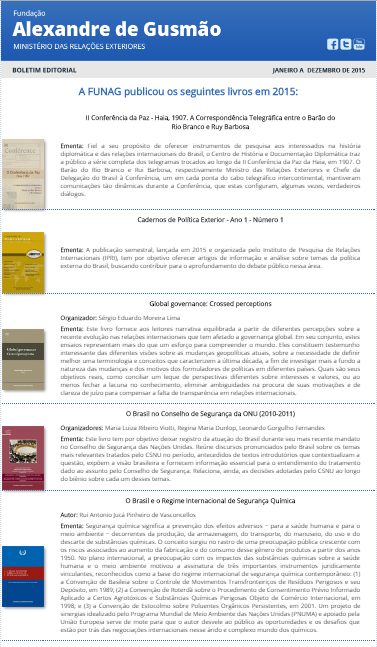 Fundação
Alexandre de Gusmão
MINISTÉRIO DAS RELAÇÕES EXTERIORES
BOLETIM EDITORIAL
JANEIRO A DEZEMBRO DE 2015
A FUNAG publicou os seguintes livros em 2015:
II Conferência da Paz - Haia, 1907. A Correspondência Telegráfica entre o Barão do
Rio Branco e Ruy Barbosa
Ementa: Fiel a seu propósito de oferecer instrumentos de pesquisa aos interessados na história
diplomática e das relações internacionais do Brasil, o Centro de História e Documentação Diplomática traz
a público a série completa dos telegramas trocados ao longo da II Conferência da Paz da Haia, em 1907. O
Barão do Rio Branco e Rui Barbosa, respectivamente Ministro das Relações Exteriores e Chefe da
Delegação do Brasil à Conferência, um em cada ponta do cabo telegráfico intercontinental, mantiveram
comunicações tão dinâmicas durante a Conferência, que estas configuram, algumas vezes, verdadeiros
diálogos.
Cadernos de Política Exterior - Ano 1 - Número 1
Ementa: A publicação semestral, lançada em 2015 e organizada pelo Instituto de Pesquisa de Relações
Internacionais (IPRI), tem por objetivo oferecer artigos de informação e análise sobre temas da política
externa do Brasil, buscando contribuir para o aprofundamento do debate público nessa área.
Global governance: Crossed perceptions
Organizador: Sérgio Eduardo Moreira Lima
Ementa: Este livro fornece aos leitores narrativa equilibrada a partir de diferentes percepções sobre a
recente evolução nas relações internacionais que tem afetado a governança global. Em seu conjunto, estes
ensaios representam mais do que um esforço para compreender o mundo. Eles constituem testemunho
interessante das diferentes visões sobre as mudanças geopolíticas atuais, sobre a necessidade de definir
melhor uma terminologia e conceitos que caracterizem a última década, a fim de investigar mais a fundo a
natureza das mudanças e dos motivos dos formuladores de políticas em diferentes países. Quais são seus
objetivos reais, como conciliar um leque de perspectivas diferentes sobre interesses e valores, ou ao
menos fechar a lacuna no conhecimento, eliminar ambiguidades na procura de suas motivações e de
clareza de juízo para compensar a falta de transparência em relações internacionais.
O Brasil no Conselho de Segurança da ONU (2010-2011)
Organizadores: Maria Luiza Ribeiro Viotti, Regina Maria Dunlop, Leonardo Gorgulho Fernandes
Ementa: Este livro tem por objetivo deixar registro da atuação do Brasil durante seu mais recente mandato
no Conselho de Segurança das Nações Unidas. Reúne discursos pronunciados pelo Brasil sobre os temas
mais relevantes tratados pelo CSNU no período, antecedidos de textos introdutórios que contextualizam a
questão, expõem a visão brasileira e fornecem informação essencial para o entendimento do tratamento
dado ao assunto pelo Conselho de Segurança. Relaciona, ainda, as decisões adotadas pelo CSNU ao longo
do biênio sobre cada um desses temas.
O Brasil e o Regime Internacional de Segurança Química
Autor: Rui Antonio Jucá Pinheiro de Vasconcellos
Ementa: Segurança química significa a prevenção dos efeitos adversos − para a saúde humana e para o
meio ambiente − decorrentes da produção, da armazenagem, do transporte, do manuseio, do uso e do
descarte de substâncias químicas. O conceito surgiu no rastro de uma preocupação pública crescente com
os riscos associados ao aumento da fabricação e do consumo desse gênero de produtos a partir dos anos
1950. No plano internacional, a preocupação com os impactos das substâncias químicas sobre a saúde
humana e o meio ambiente motivou a assinatura de três importantes instrumentos juridicamente
vinculantes, reconhecidos como a base do regime internacional de segurança química contemporâneo: (1)
a Convenção de Basileia sobre o Controle de Movimentos Transfronteiriços de Resíduos Perigosos e seu
Depósito, em 1989, (2) a Convenção de Roterdã sobre o Procedimento de Consentimento Prévio Informado
Aplicado a Certos Agrotóxicos e Substâncias Químicas Perigosas Objeto de Comércio Internacional, em
1998; e (3) a Convenção de Estocolmo sobre Poluentes Orgânicos Persistentes, em 2001. Um projeto de
sinergias idealizado pelo Programa Mundial de Meio Ambiente das Nações Unidas (PNUMA) e apoiado pela
União Europeia serve de mote para que o autor desvele ao público as oportunidades e os desafios que
estão por trás das negociações internacionais nesse árido e complexo mundo dos químicos.